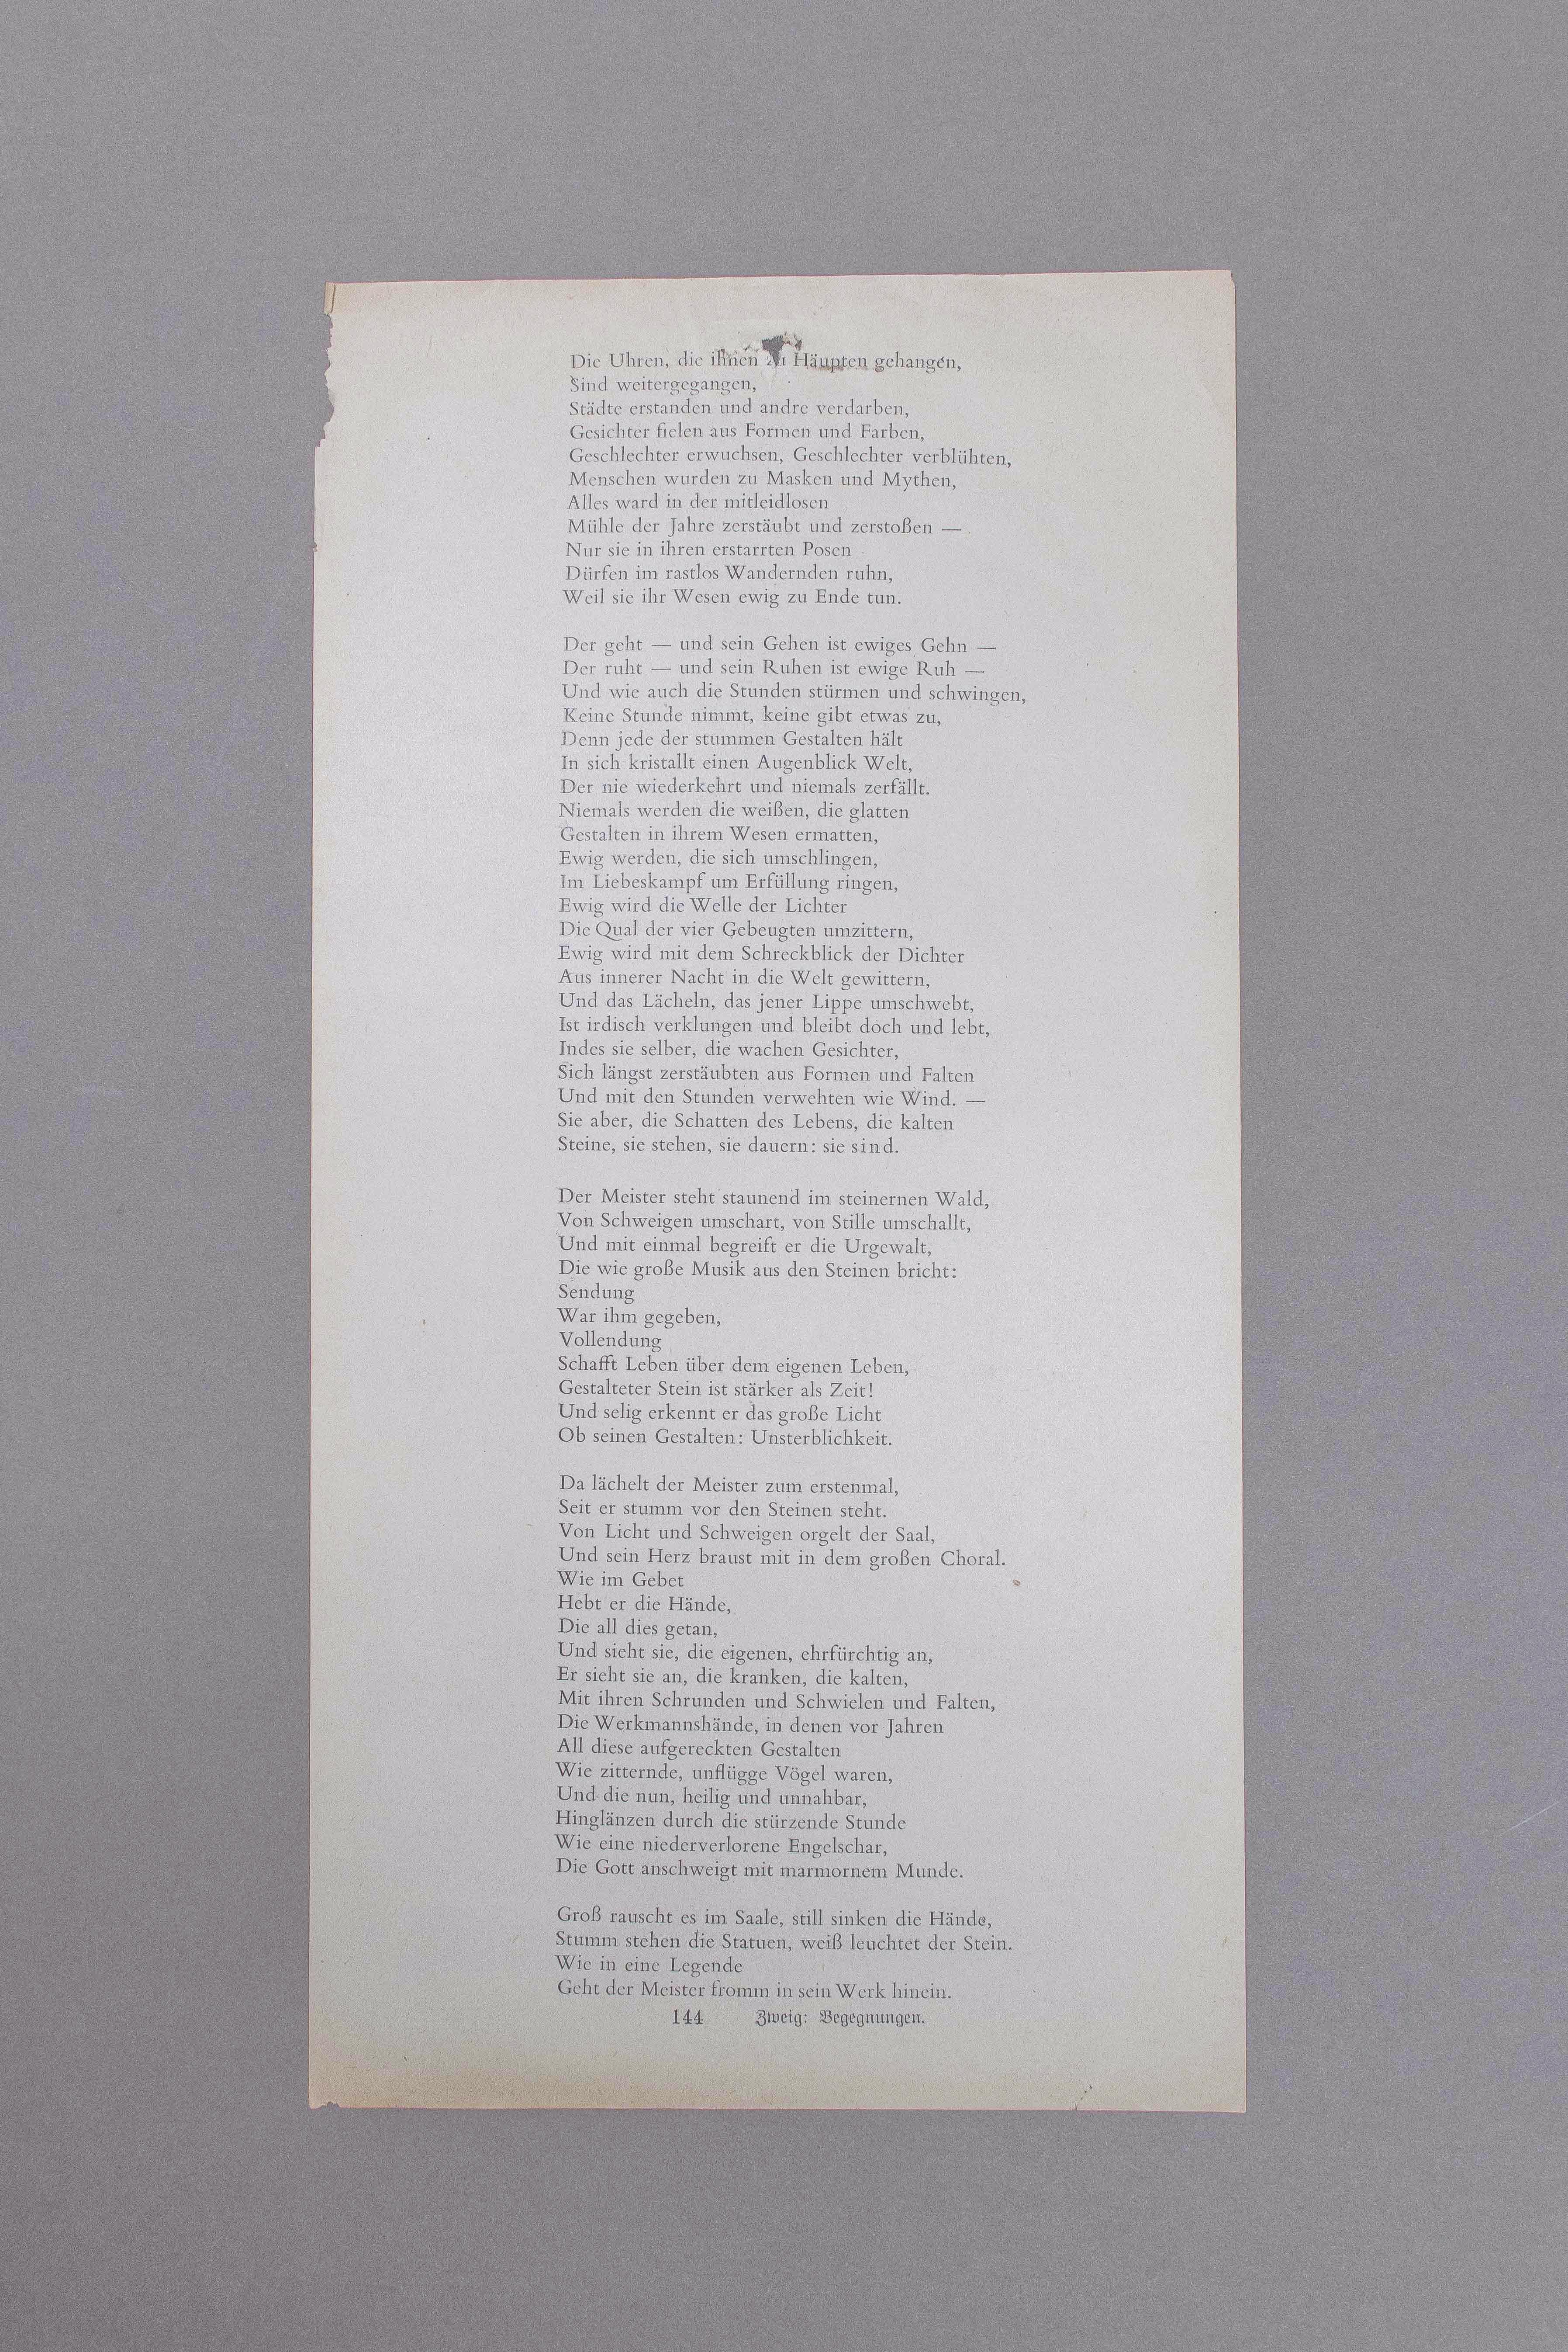 Die Uhren, die ihnen zu Häupten gehangen,
Sind weitergegangen,
Städte erstanden und andre verdarben,
Gesichter fielen aus Formen und Farben,
Geschlechter erwuchsen, Geschlechter verblühten,
Menschen wurden zu Masken und Mythen,
Alles ward in der mitleidlosen
Mühle der Jahre zerstäubt und zerstoßen —
Nur sie in ihren erstarrten Posen
Dürfen im rastlos Wandernden ruhn,
Weil sie ihr Wesen ewig zu Ende tun.
Der geht — und sein Gehen ist ewiges Gehn —
Der ruht — und sein Ruhen ist ewige Ruh —
Und wie auch die Stunden stürmen und schwingen,
Keine Stunde nimmt, keine gibt etwas zu,
Denn jede der stummen Gestalten hält
In sich kristallt einen Augenblick Welt,
Der nie wiederkehrt und niemals zerfällt.
Niemals werden die weißen, die glatten
Gestalten in ihrem Wesen ermatten,
Ewig werden, die sich umschlingen,
Im Liebeskampf um Erfüllung ringen,
Ewig wird die Welle der Lichter
Die Qual der vier Gebeugten umzittern,
Ewig wird mit dem Schreckblick der Dichter
Aus innerer Nacht in die Welt gewittern,
Und das Lächeln, das jener Lippe umschwebt,
Ist irdisch verklungen und bleibt doch und lebt,
Indes sie selber, die wachen Gesichter,
Sich längst zerstäubten aus Formen und Falten
Und mit den Stunden verwehten wie Wind. —
Sie aber, die Schatten des Lebens, die kalten
Steine, sie stehen, sie dauern: sie sind.
Der Meister steht staunend im steinernen Wald,
Von Schweigen umschart, von Stille umschallt,
Und mit einmal begreift er die Urgewalt,
Die wie große Musik aus den Steinen bricht:
Sendung
War ihm gegeben,
Vollendung
Schafft Leben über dem eigenen Leben,
Gestalteter Stein ist stärker als Zeit!
Und selig erkennt er das große Licht
Ob seinen Gestalten: Unsterblichkeit.
Da lächelt der Meister zum erstenmal,
Seit er stumm vor den Steinen steht.
Von Licht und Schweigen orgelt der Saal,
Und sein Herz braust mit in dem großen Choral.
Wie im Gebet
Hebt er die Hände,
Die all dies getan,
Und sieht sie, die eigenen, ehrfürchtig an,
Er sieht sie an, die kranken, die kalten,
Mit ihren Schrunden und Schwielen und Falten,
Die Werkmannshände, in denen vor Jahren
All diese aufgereckten Gestalten
Wie zitternde, unflügge Vögel waren,
Und die nun, heilig und unnahbar,
Hinglänzen durch die stürzende Stunde
Wie eine niederverlorene Engelschar,
Die Gott anschweigt mit marmornem Munde.
Groß rauscht es im Saale, still sinken die Hände,
Stumm stehen die Statuen, weiß leuchtet der Stein.
Wie in eine Legende
Geht der Meister fromm in sein Werk hinein.
144 Zweig: Begegnungen.